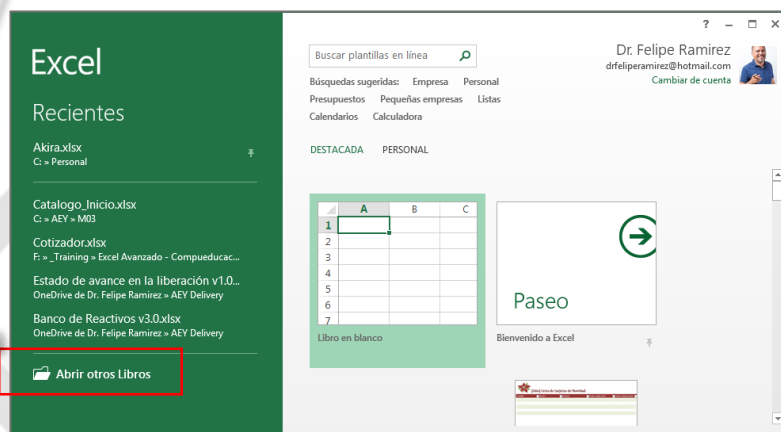 Excel
Recientes
Akira.xlsx
C: » Personal
Catalogo_Inicio.xlsx
C: » AEY » M03
Cotizador.xlsx
F: » _Training » Excel Avanzado - Compueducac...
Estado de avance en la liberación v1.0...
OneDrive de Dr. Felipe Ramirez » AEY Delivery
Banco de Reactivos v3.0.xlsx
OneDrive de Dr. Felipe Ramirez » AEY Delivery
Abrir otros Libros
?
Buscar plantillas en línea
Dr. Felipe Ramirez
drfeliperamirez@hotmail.com
Cambiar de cuenta
Búsquedas sugeridas: Empresa Personal
Presupuestos Pequeñas empresas Listas
Calendarios Calculadora
DESTACADA PERSONAL
A B C
1
2
3
4
5
6
7
Libro en blanco
Paseo
Bienvenido a Excel